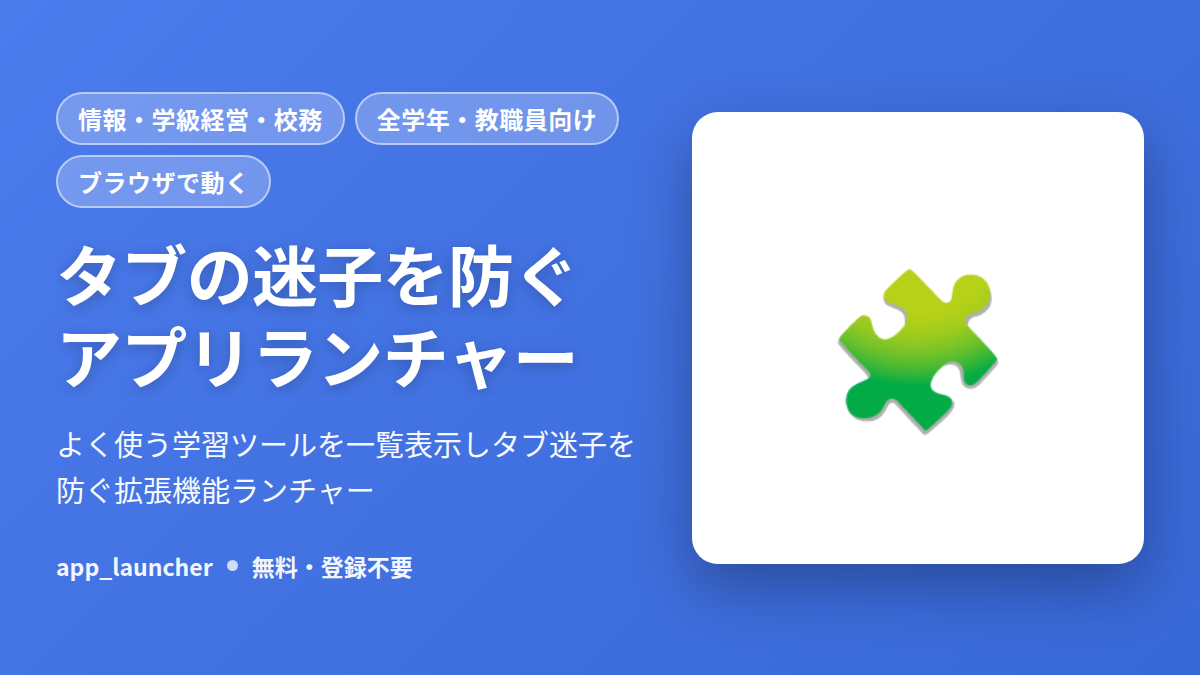 情報・学級経営・校務
全学年・教職員向け
ブラウザで動く
タブの迷子を防ぐ
アプリランチャー
よく使う学習ツールを一覧表示しタブ迷子を
防ぐ拡張機能ランチャー
app_launcher ● 無料・登録不要